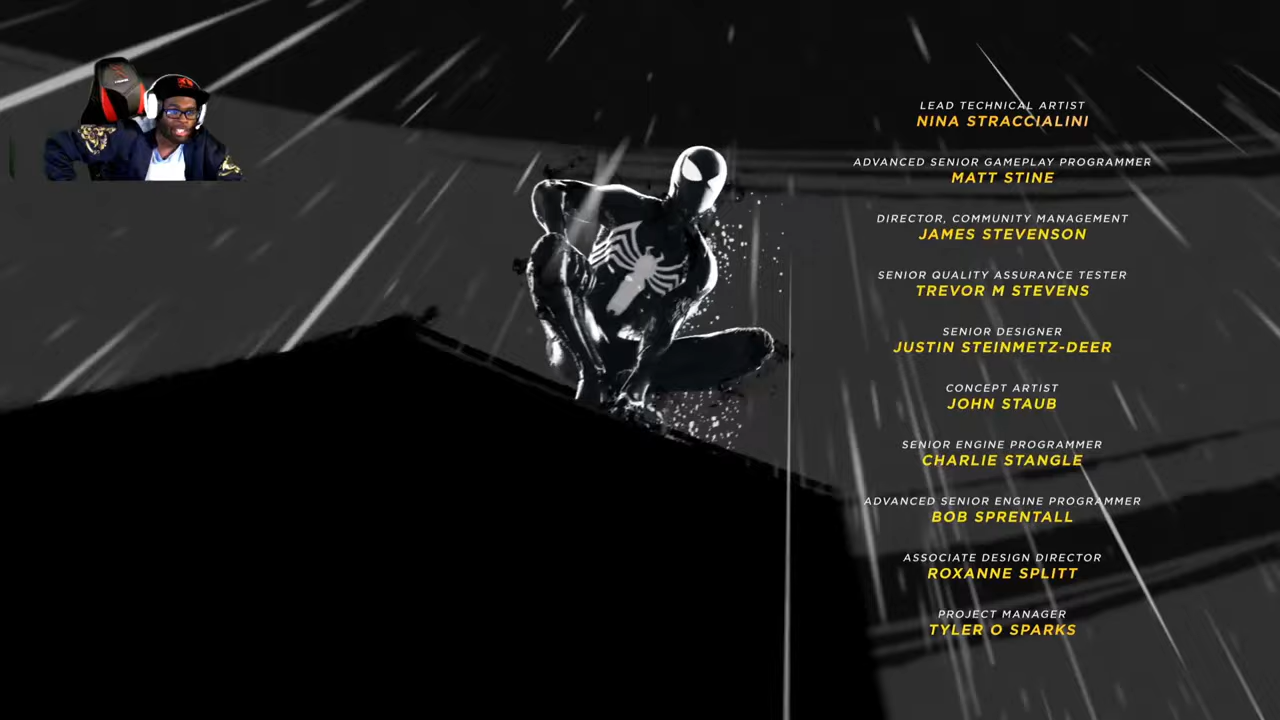 LEAD TECHNICAL ARTIST
NINA STRACCIALINI
ADVANCED SENIOR GAMEPLAY PROGRAMMER
MATT STINE
DIRECTOR, COMMUNITY MANAGEMENT
JAMES STEVENSON
SENIOR QUALITY ASSURANCE TESTER
TREVOR M STEVENS
SENIOR DESIGNER
JUSTIN STEINMETZ-DEER
CONCEPT ARTIST
JOHN STAUB
SENIOR ENGINE PROGRAMMER
CHARLIE STANGLE
ADVANCED SENIOR ENGINE PROGRAMMER
BOB SPRENTALL
ASSOCIATE DESIGN DIRECTOR
ROXANNE SPLITT
PROJECT MANAGER
TYLER O SPARKS